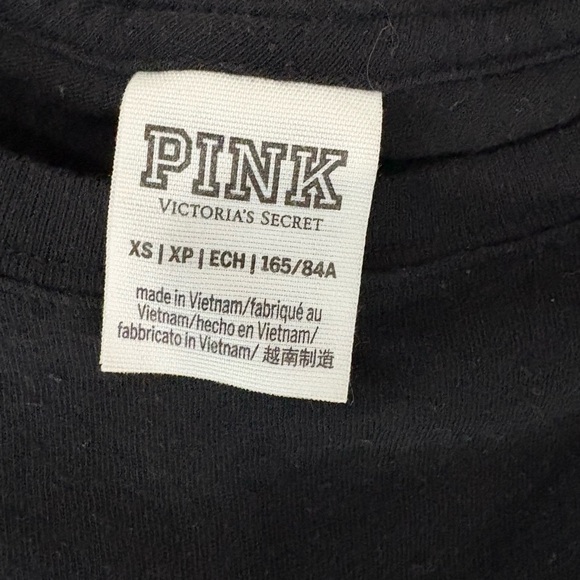 PINK
VICTORIA'S SECRET
XS | XP | ECH | 165/84A
made in Vietnam/fabriqué au
Vietnam/hecho en Vietnam/
fabbricato in Vietnam/ 越南制造